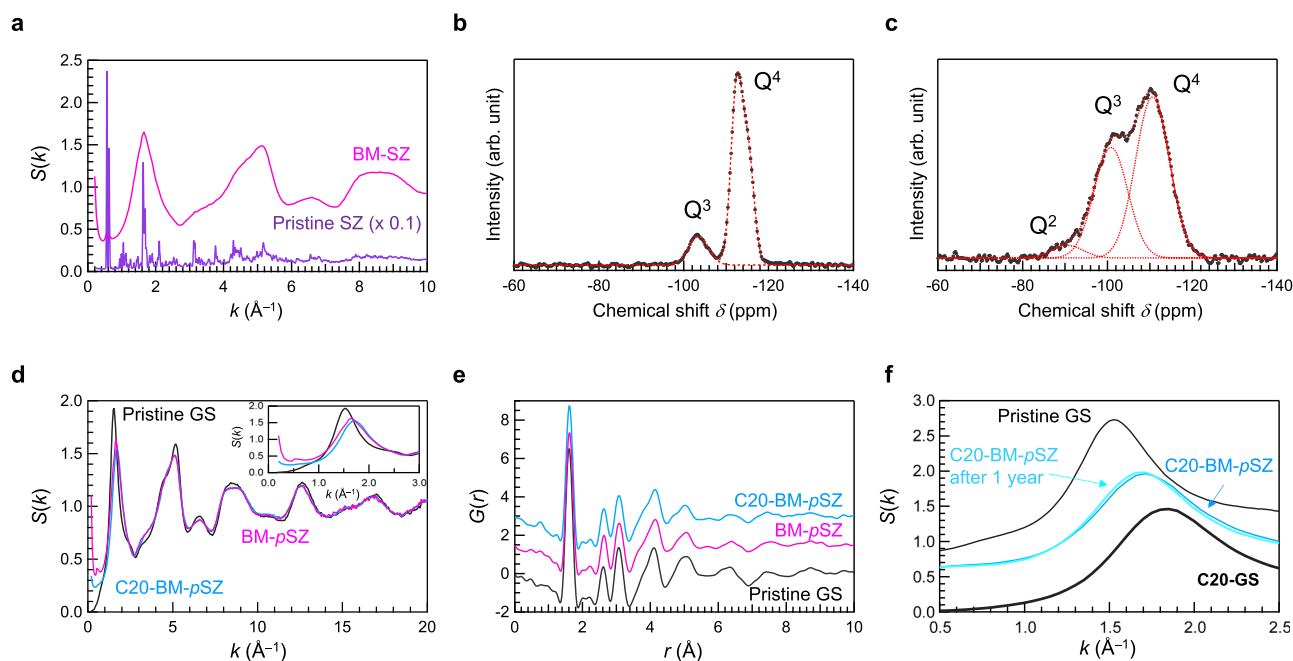 a
2.5
2.0
1.5
1.0
0.5
0.0
S(k)
BM-SZ
Pristine SZ (x 0.1)
0 2 4 6 8 10
k (Å⁻¹)
b
Intensity (arb. unit)
Q³
Q⁴
-60 -80 -100 -120 -140
Chemical shift δ (ppm)
c
Intensity (arb. unit)
Q²
Q³
Q⁴
-60 -80 -100 -120 -140
Chemical shift δ (ppm)
d
2.0
1.5
1.0
0.5
0.0
S(k)
Pristine GS
BM-pSZ
C20-BM-pSZ
2.0
1.5
1.0
0.5
0
S(k)
0.0 1.0 2.0 3.0
k (Å⁻¹)
0 5 10 15 20
k (Å⁻¹)
e
8
6
4
2
0
-2
G(r)
C20-BM-pSZ
BM-pSZ
Pristine GS
0 2 4 6 8 10
r (Å)
f
3.0
2.5
2.0
1.5
1.0
0.5
0.0
S(k)
Pristine GS
C20-BM-pSZ
after 1 year
C20-BM-pSZ
C20-GS
0.5 1.0 1.5 2.0 2.5
k (Å⁻¹)